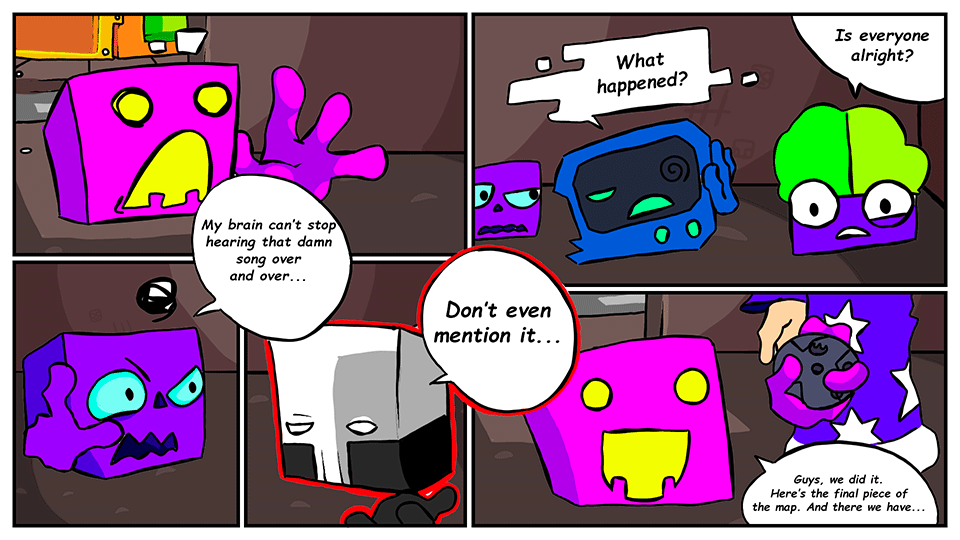 What
happened?
Is everyone
alright?
My brain can't stop
hearing that damn
song over
and over...
Don't even
mention it...
Guys, we did it.
Here's the final piece of
the map. And there we have...